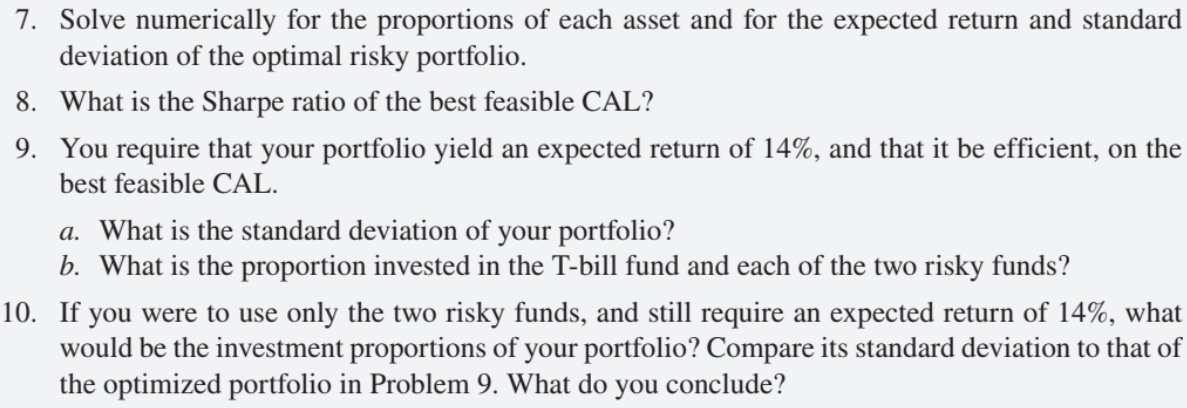 7. Solve numerically for the proportions of each asset and for the expected return and standard
deviation of the optimal risky portfolio.
8. What is the Sharpe ratio of the best feasible CAL?
9. You require that your portfolio yield an expected return of 14%, and that it be efficient, on the
best feasible CAL.
a. What is the standard deviation of your portfolio?
b. What is the proportion invested in the T-bill fund and each of the two risky funds?
10. If you were to use only the two risky funds, and still require an expected return of 14%, what
would be the investment proportions of your portfolio? Compare its standard deviation to that of
the optimized portfolio in Problem 9. What do you conclude?